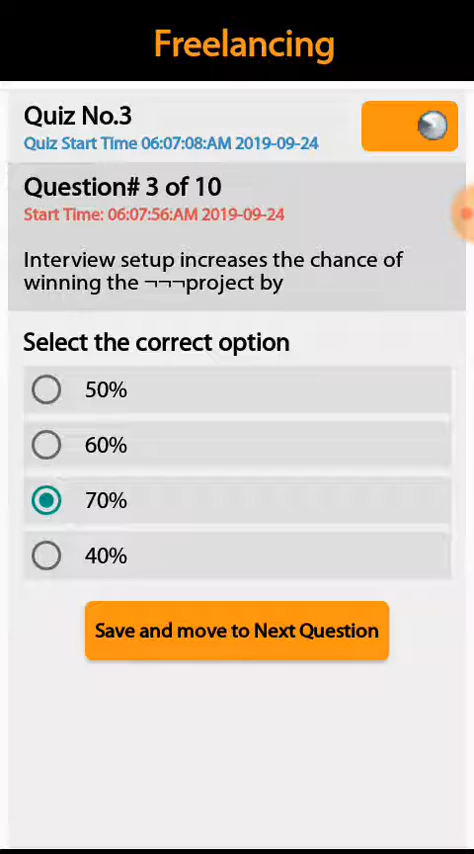 Freelancing
Quiz No.3
Quiz Start Time 06:07:08:AM 2019-09-24
Question# 3 of 10
Start Time: 06:07:56:AM 2019-09-24
Interview setup increases the chance of
winning the ¬¬¬project by
Select the correct option
50%
60%
70%
40%
Save and move to Next Question